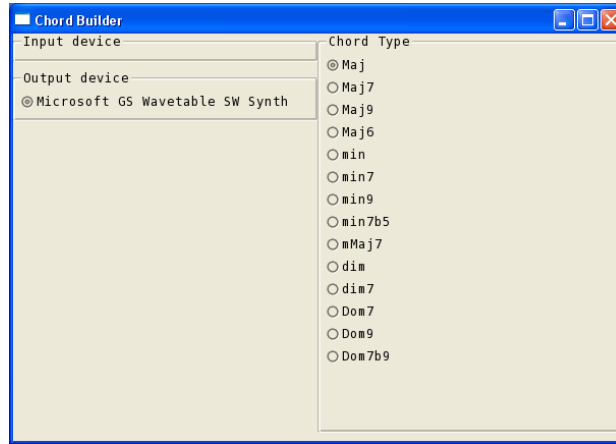 Chord Builder
Input device
Output device
Microsoft GS Wavetable SW Synth
Chord Type
Maj
Maj7
Maj9
Maj6
min
min7
min9
min7b5
mMaj7
dim
dim7
Dom7
Dom9
Dom7b9